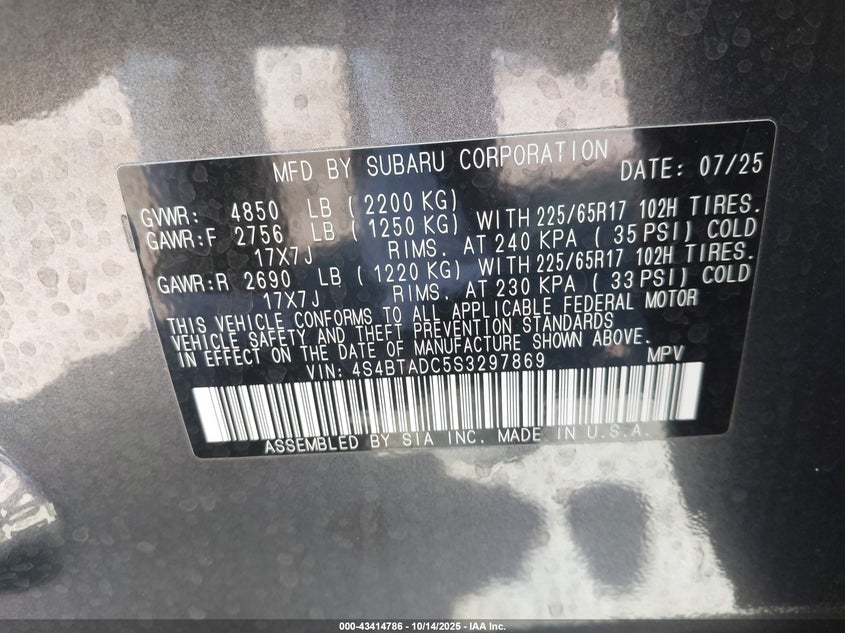 MFD BY SUBARU CORPORATION DATE: 07/25
GVWR: 4850 LB ( 2200 KG)
GAWR:F 2756 LB ( 1250 KG) WITH 225/65R17 102H TIRES.
17X7J RIMS. AT 240 KPA ( 35 PSI) COLD
GAWR:R 2690 LB ( 1220 KG) WITH 225/65R17 102H TIRES.
17X7J RIMS. AT 230 KPA ( 33 PSI) COLD
THIS VEHICLE CONFORMS TO ALL APPLICABLE FEDERAL MOTOR
VEHICLE SAFETY AND THEFT PREVENTION STANDARDS
IN EFFECT ON THE DATE OF MANUFACTURE SHOWN ABOVE.
VIN: 4S4BTADC5S3297869 MPV
ASSEMBLED BY SIA INC. MADE IN U.S.A.
000-43414786 - 10/14/2025 - IAA Inc.